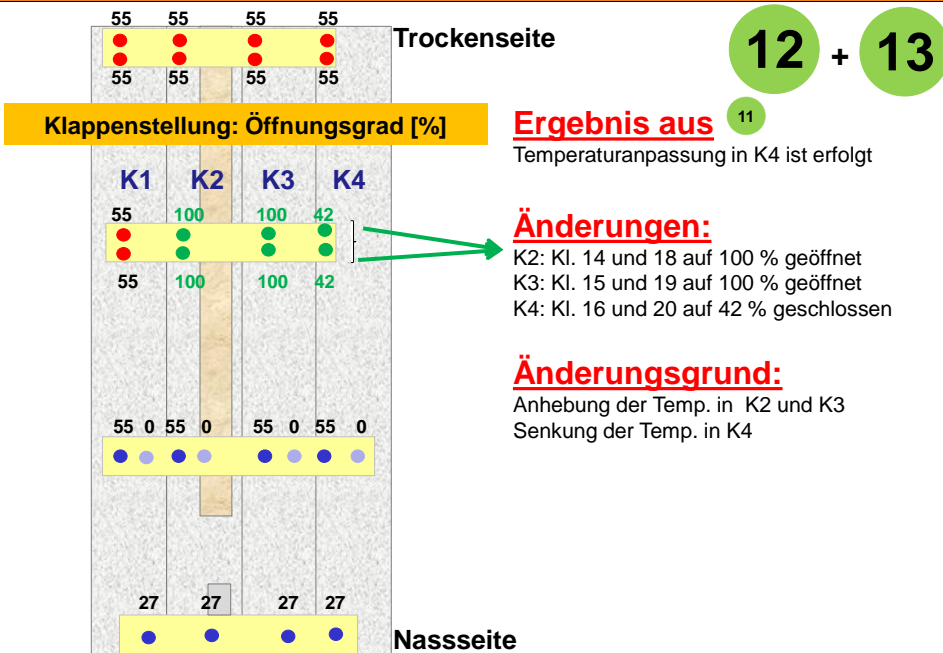 55 55 55 55
Trockenseite
12 + 13
55 55 55 55
Klappenstellung: Öffnungsgrad [%]
Ergebnis aus 11
Temperaturanpassung in K4 ist erfolgt
K1 K2 K3 K4
55 100 100 42
55 100 100 42
Änderungen:
K2: Kl. 14 und 18 auf 100 % geöffnet
K3: Kl. 15 und 19 auf 100 % geöffnet
K4: Kl. 16 und 20 auf 42 % geschlossen
Änderungsgrund:
Anhebung der Temp. in K2 und K3
Senkung der Temp. in K4
55 0 55 0 55 0 55 0
27 27 27 27
Nassseite